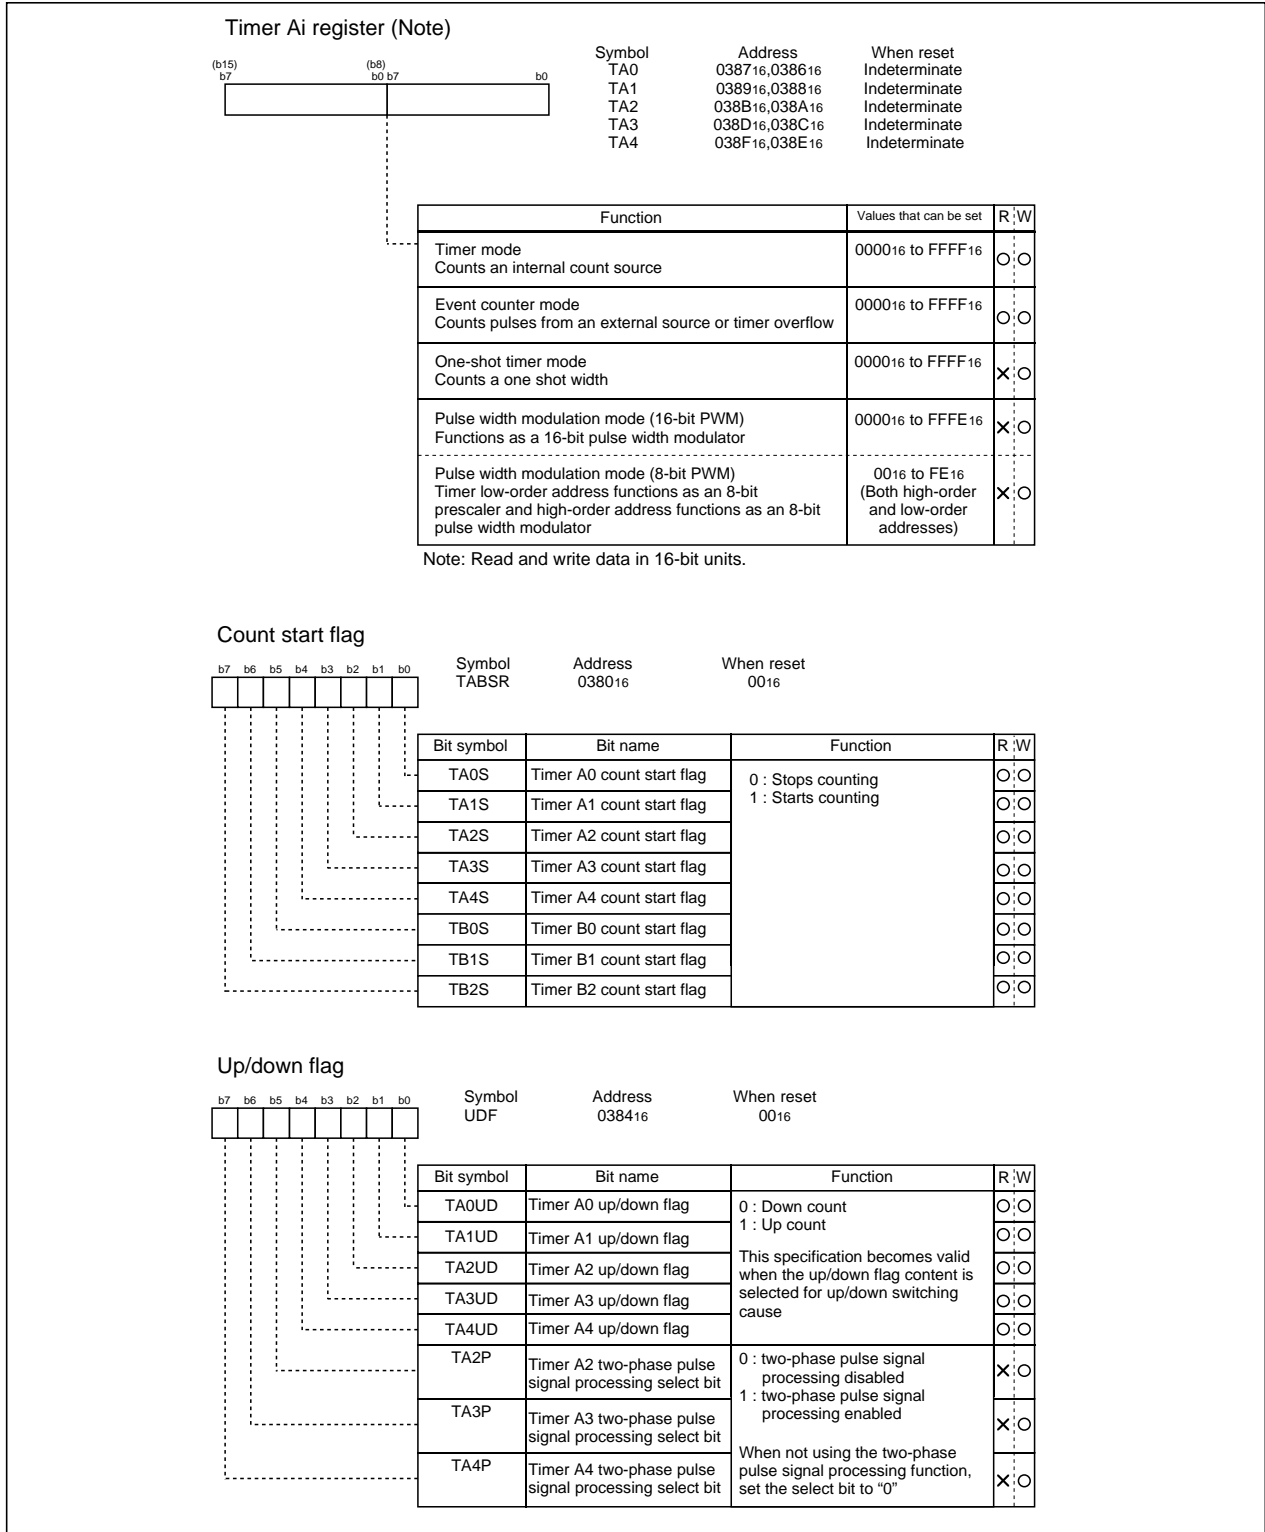 Timer Ai register (Note)
Symbol Address When reset
TA0 038716,038616 Indeterminate
TA1 038916,038816 Indeterminate
TA2 038B16,038A16 Indeterminate
TA3 038D16,038C16 Indeterminate
TA4 038F16,038E16 Indeterminate
(b15) (b8)
b7 b0 b7 b0
Function Values that can be set R W
Timer mode
Counts an internal count source
000016 to FFFF16
Event counter mode
Counts pulses from an external source or timer overflow
000016 to FFFF16
One-shot timer mode
Counts a one shot width
000016 to FFFF16
Pulse width modulation mode (16-bit PWM)
Functions as a 16-bit pulse width modulator
000016 to FFFE16
Pulse width modulation mode (8-bit PWM)
Timer low-order address functions as an 8-bit
prescaler and high-order address functions as an 8-bit
pulse width modulator
0016 to FE16
(Both high-order
and low-order
addresses)
Note: Read and write data in 16-bit units.
Count start flag
b7 b6 b5 b4 b3 b2 b1 b0
Symbol Address When reset
TABSR 038016 0016
Bit symbol Bit name Function R W
TA0S Timer A0 count start flag
TA1S Timer A1 count start flag
TA2S Timer A2 count start flag
TA3S Timer A3 count start flag
TA4S Timer A4 count start flag
TB0S Timer B0 count start flag
TB1S Timer B1 count start flag
TB2S Timer B2 count start flag
0 : Stops counting
1 : Starts counting
Up/down flag
b7 b6 b5 b4 b3 b2 b1 b0
Symbol Address When reset
UDF 038416 0016
Bit symbol Bit name Function R W
TA0UD Timer A0 up/down flag
TA1UD Timer A1 up/down flag
TA2UD Timer A2 up/down flag
TA3UD Timer A3 up/down flag
TA4UD Timer A4 up/down flag
0 : Down count
1 : Up count
This specification becomes valid
when the up/down flag content is
selected for up/down switching
cause
TA2P Timer A2 two-phase pulse
signal processing select bit
TA3P Timer A3 two-phase pulse
signal processing select bit
TA4P Timer A4 two-phase pulse
signal processing select bit
0 : two-phase pulse signal
processing disabled
1 : two-phase pulse signal
processing enabled
When not using the two-phase
pulse signal processing function,
set the select bit to “0”